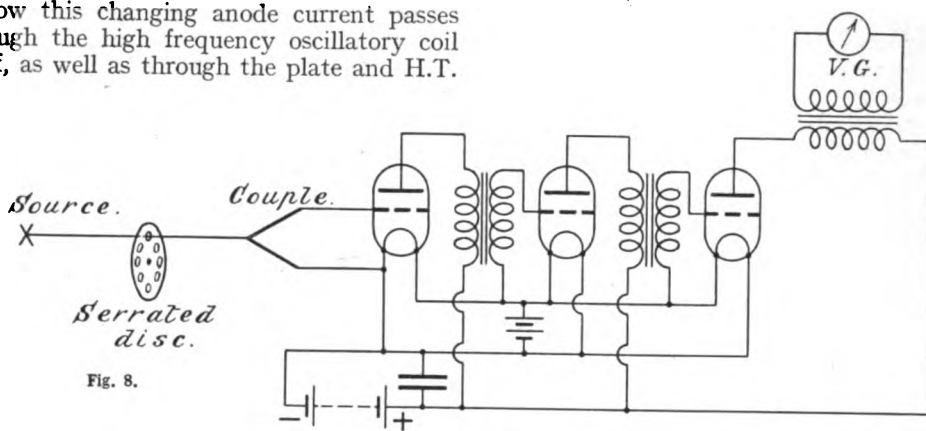 ow this changing anode current passes
ugh the high frequency oscillatory coil
f, as well as through the plate and H.T.
V.G.
Source.
Couple.
Serrated
disc.
Fig. 8.
− +